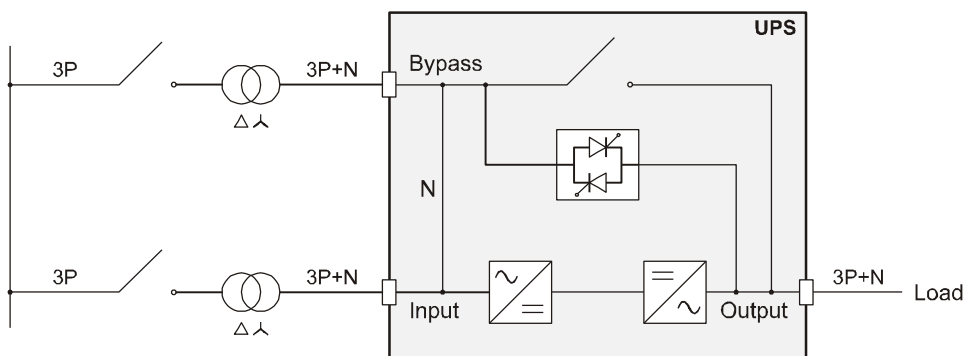 UPS
3P
3P+N
Bypass
N
3P
3P+N
Input
Output
3P+N
Load